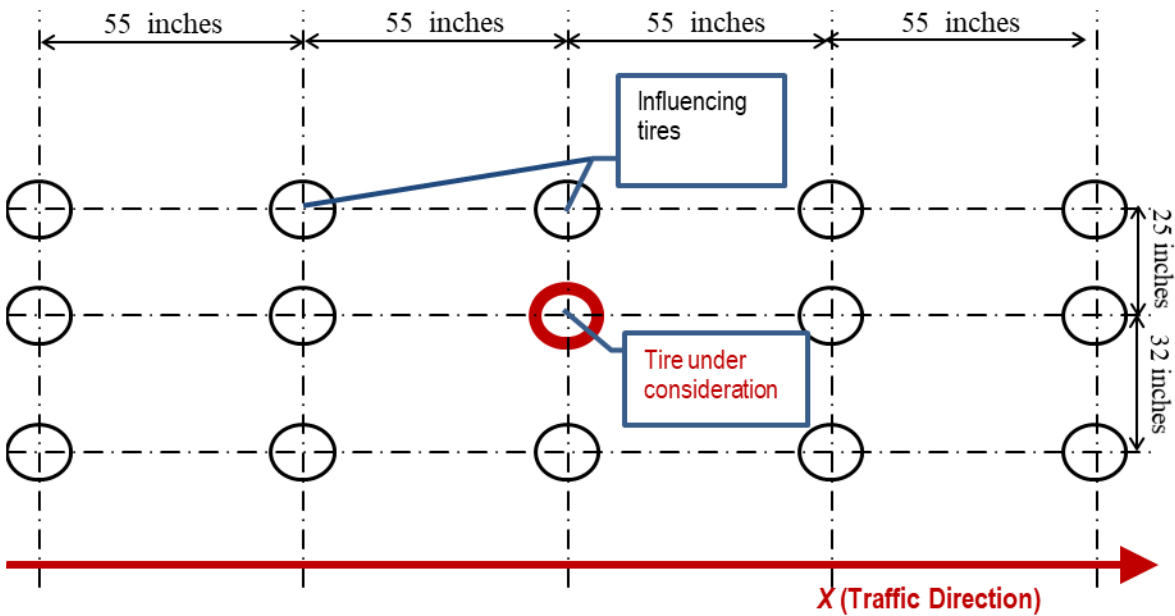 55 inches
55 inches
55 inches
55 inches
Influencing
tires
25 inches
Tire under
consideration
32 inches
X (Traffic Direction)